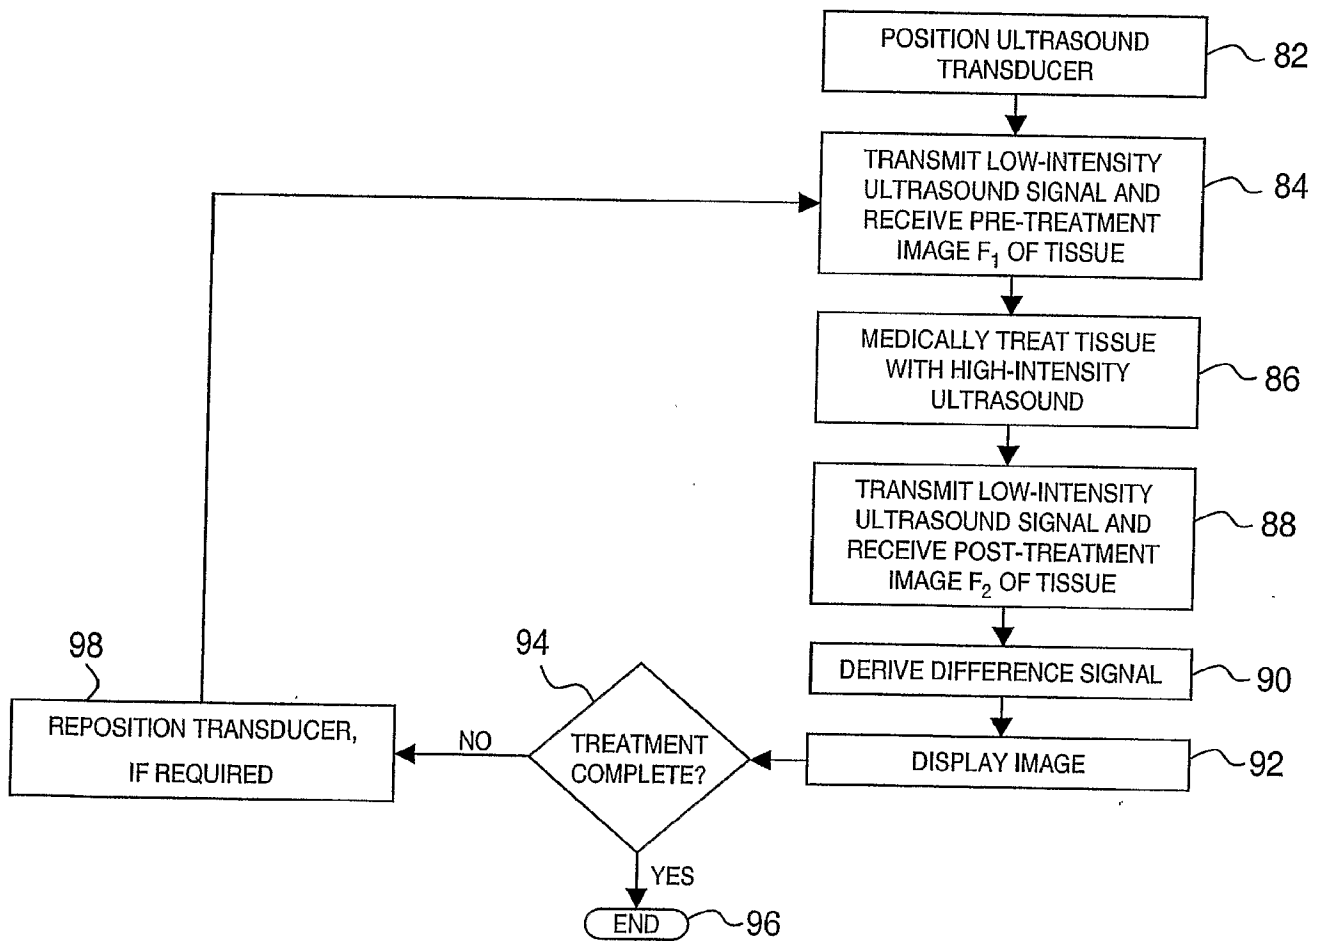 POSITION ULTRASOUND
TRANSDUCER
82
TRANSMIT LOW-INTENSITY
ULTRASOUND SIGNAL AND
RECEIVE PRE-TREATMENT
IMAGE F₁ OF TISSUE
84
MEDICALLY TREAT TISSUE
WITH HIGH-INTENSITY
ULTRASOUND
86
TRANSMIT LOW-INTENSITY
ULTRASOUND SIGNAL AND
RECEIVE POST-TREATMENT
IMAGE F₂ OF TISSUE
88
DERIVE DIFFERENCE SIGNAL
90
DISPLAY IMAGE
92
94
TREATMENT
COMPLETE?
NO
98
REPOSITION TRANSDUCER,
IF REQUIRED
YES
END
96